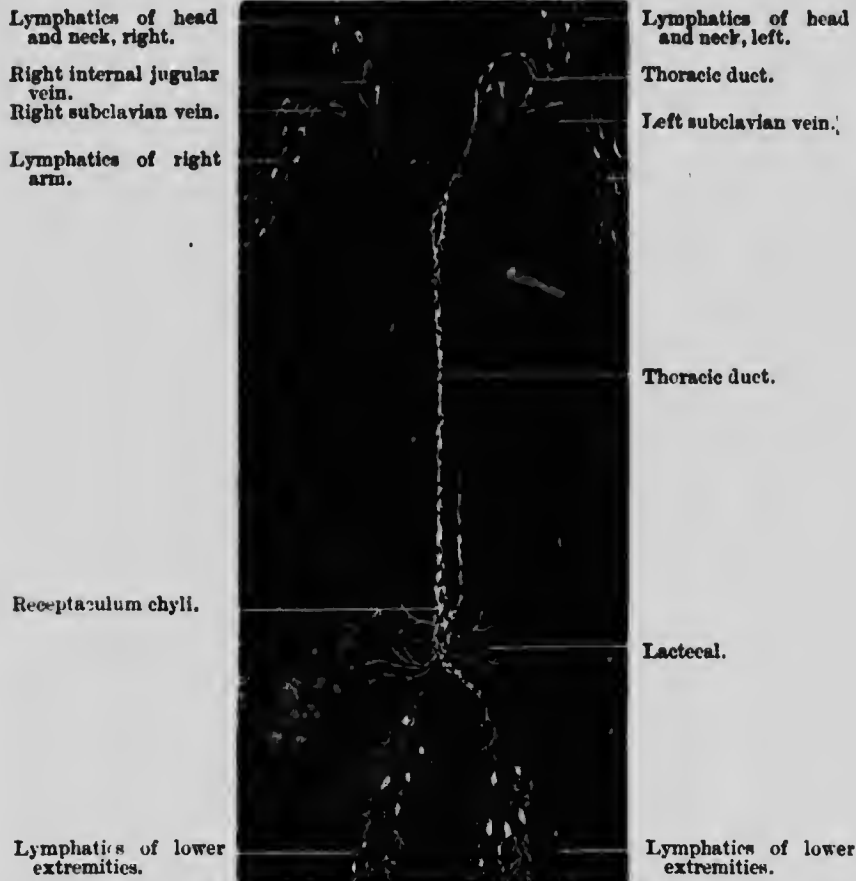 Lymphatics of head
and neck, right.
Right internal jugular
vein.
Right subclavian vein.
Lymphatics of right
arm.
Receptaculum chyli.
Lymphatics of lower
extremities.
Lymphatics of head
and neck, left.
Thoracic duct.
Left subclavian vein.
Thoracic duct.
Lacteal.
Lymphatics of lower
extremities.